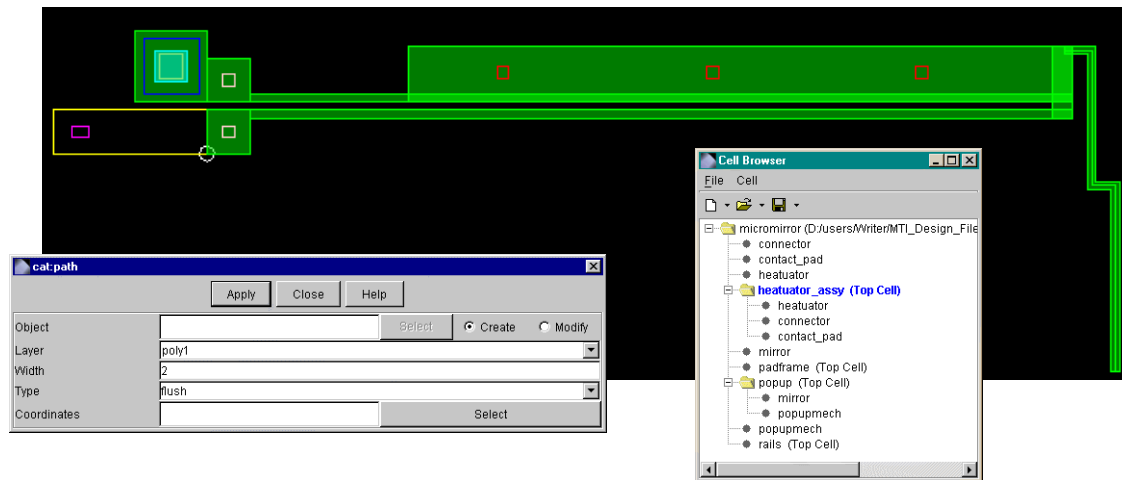 Cell Browser
File Cell
micromirror (D:/users/Writer/MTI_Design_File
connector
contact_pad
heatuator
heatuator_assy (Top Cell)
heatuator
connector
contact_pad
mirror
padframe (Top Cell)
popup (Top Cell)
mirror
popupmech
popupmech
rails (Top Cell)
cat:path
Apply Close Help
Object Select Create Modify
Layer poly1
Width 2
Type flush
Coordinates Select